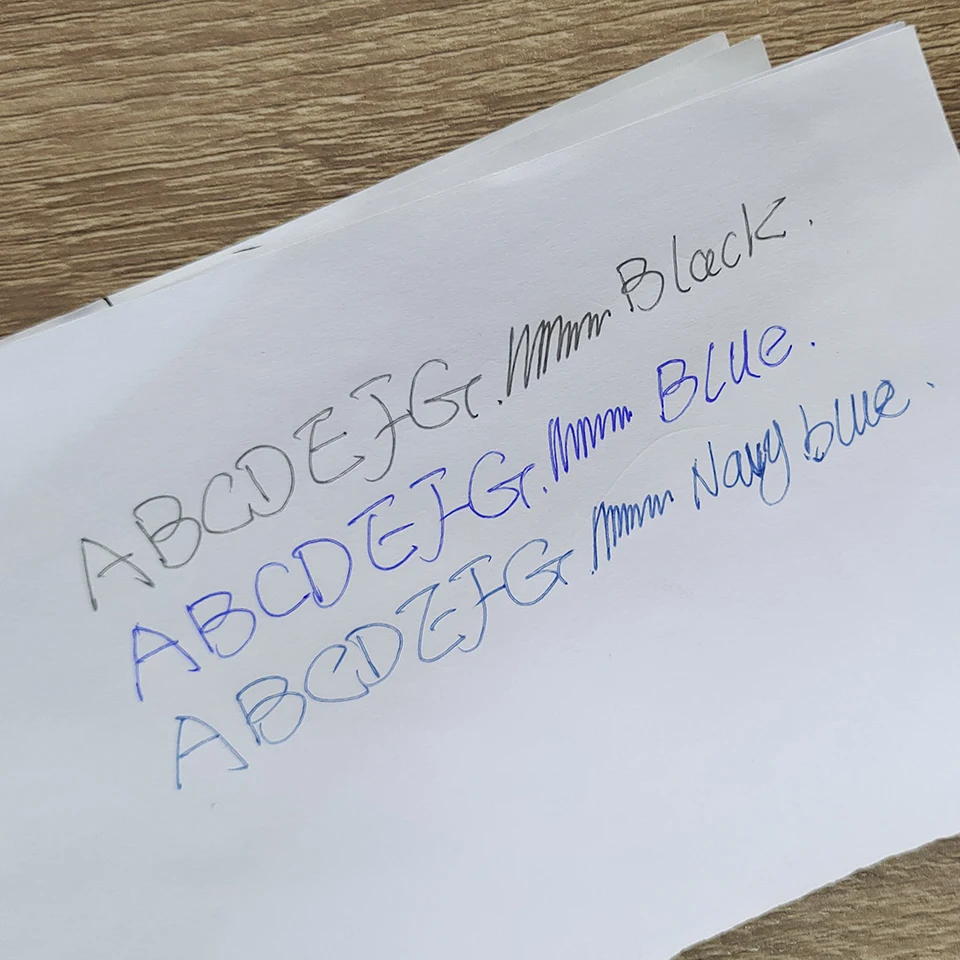 ABCDEFG. Black.
ABCDEFG. BLUE.
ABCDEFG. Navy blue.